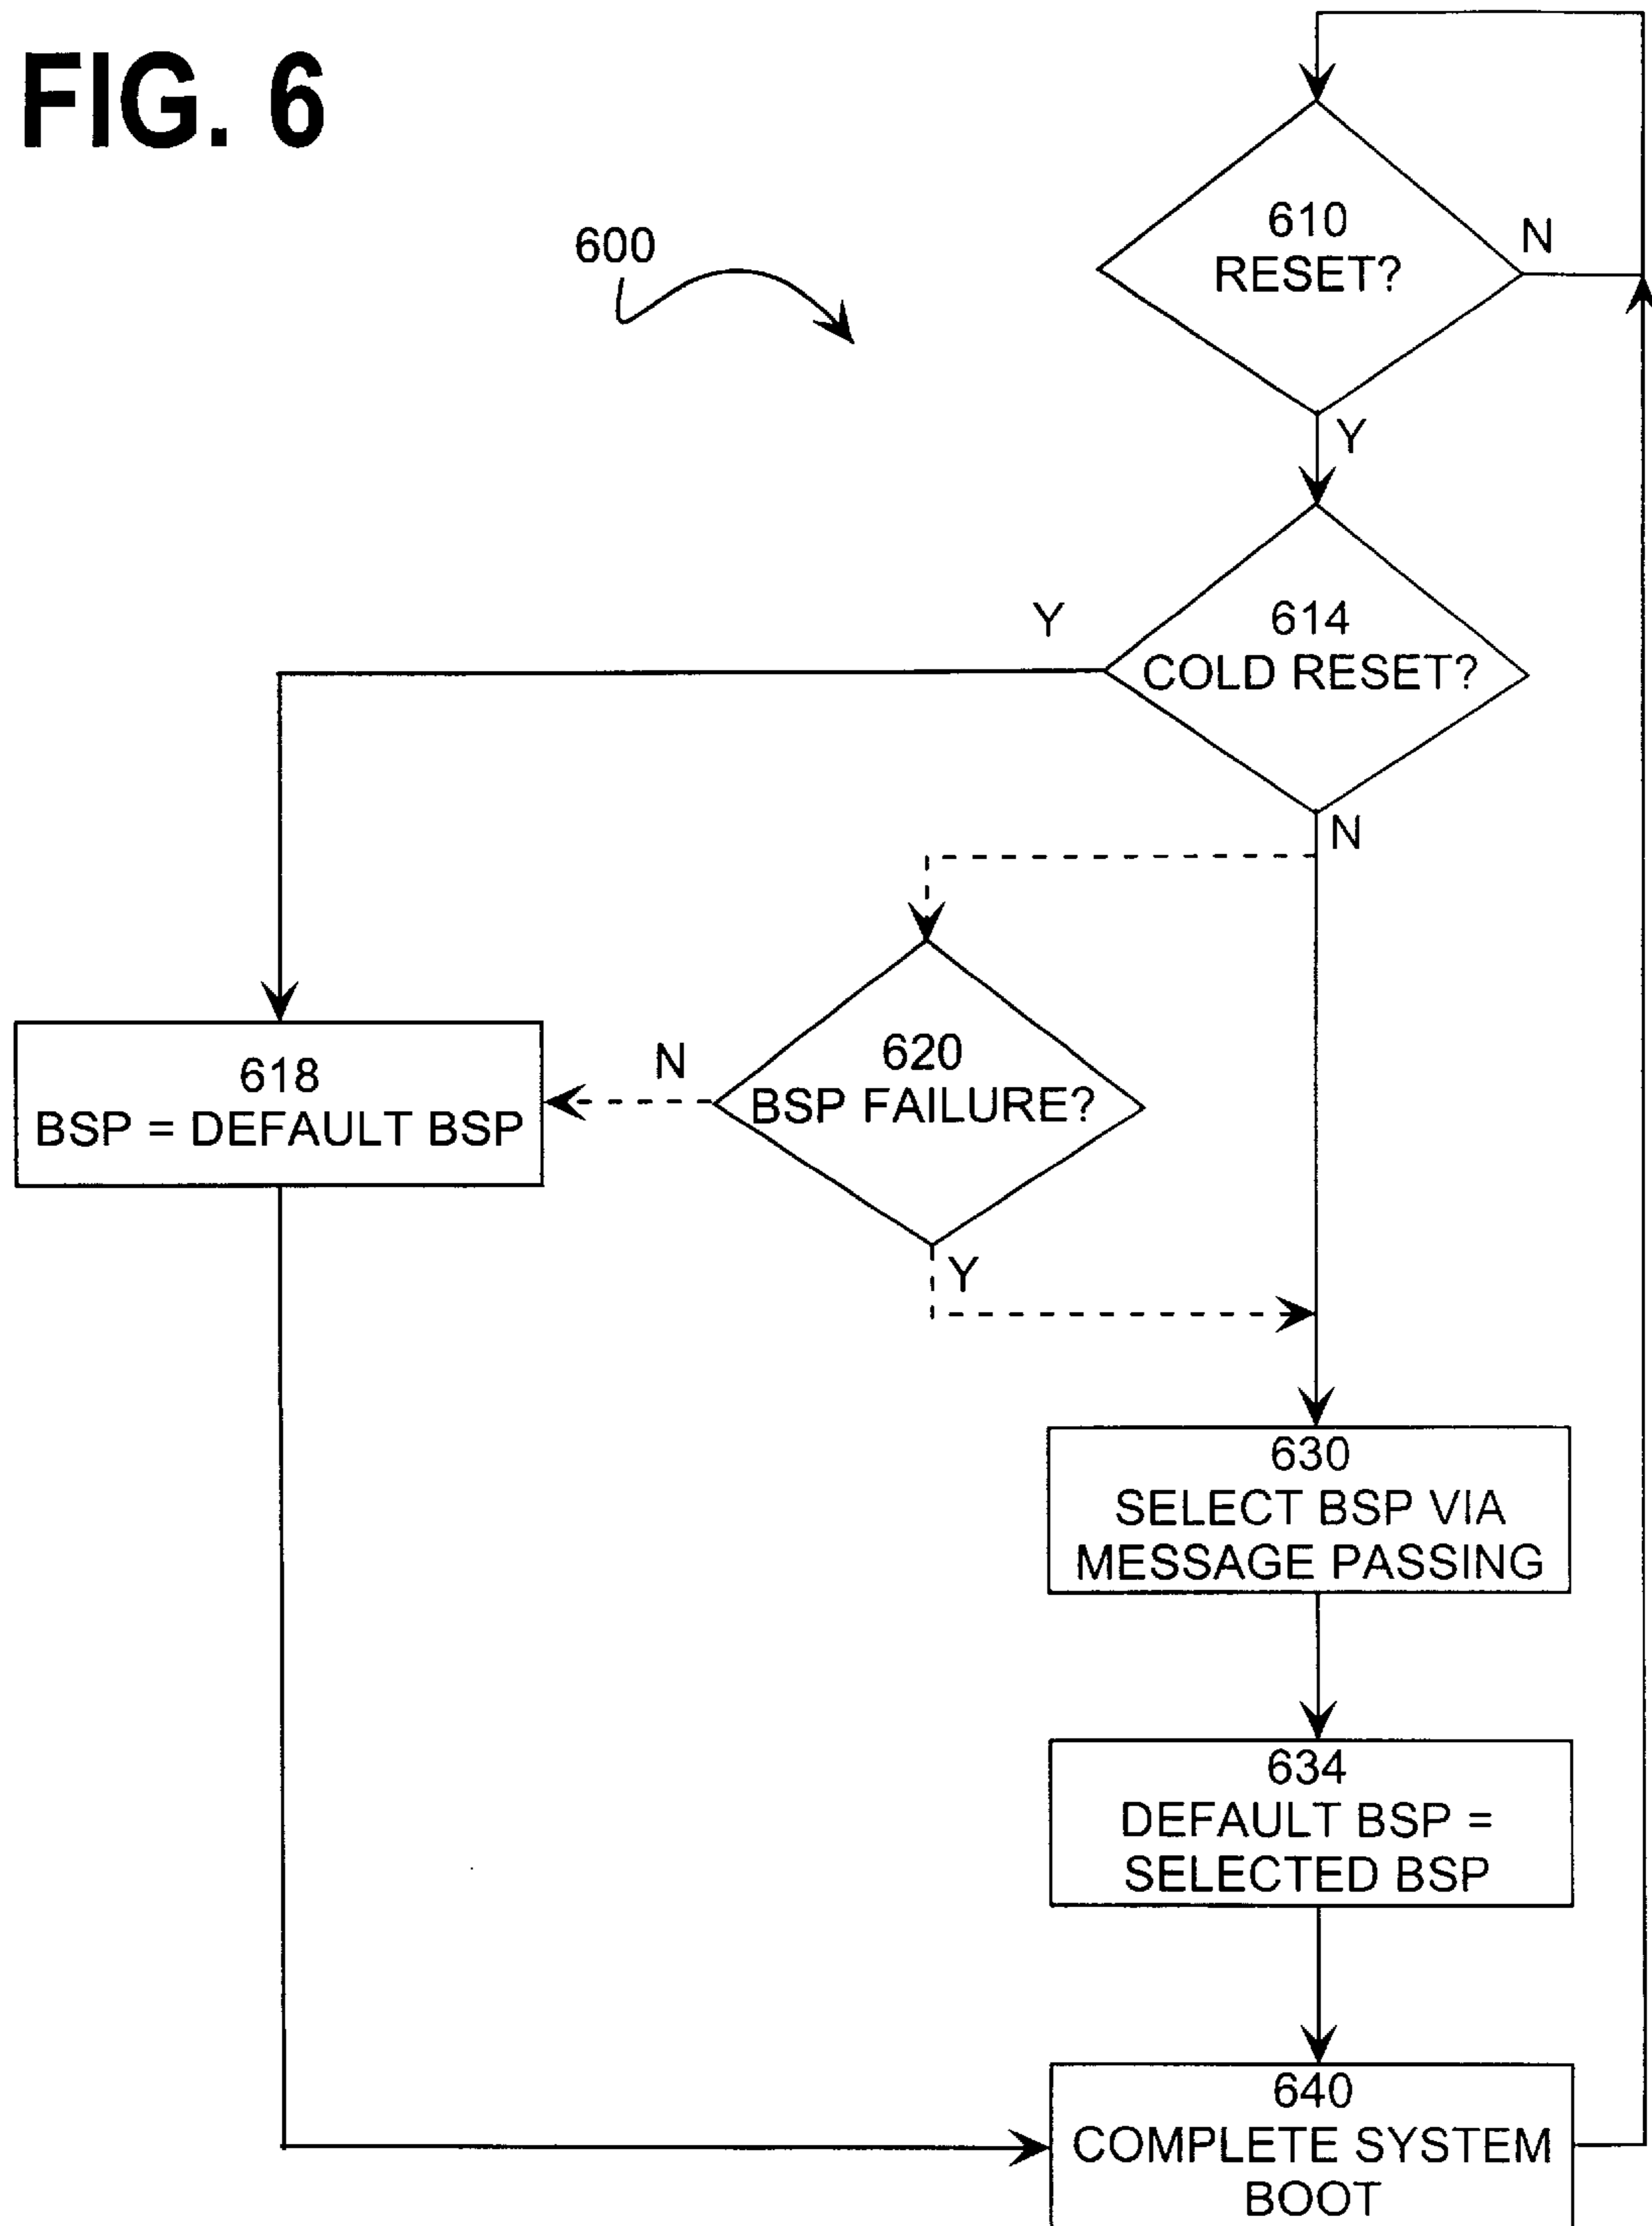 FIG. 6
600
610
RESET?
N
Y
614
COLD RESET?
Y
N
620
BSP FAILURE?
N
Y
618
BSP = DEFAULT BSP
630
SELECT BSP VIA
MESSAGE PASSING
634
DEFAULT BSP =
SELECTED BSP
640
COMPLETE SYSTEM
BOOT